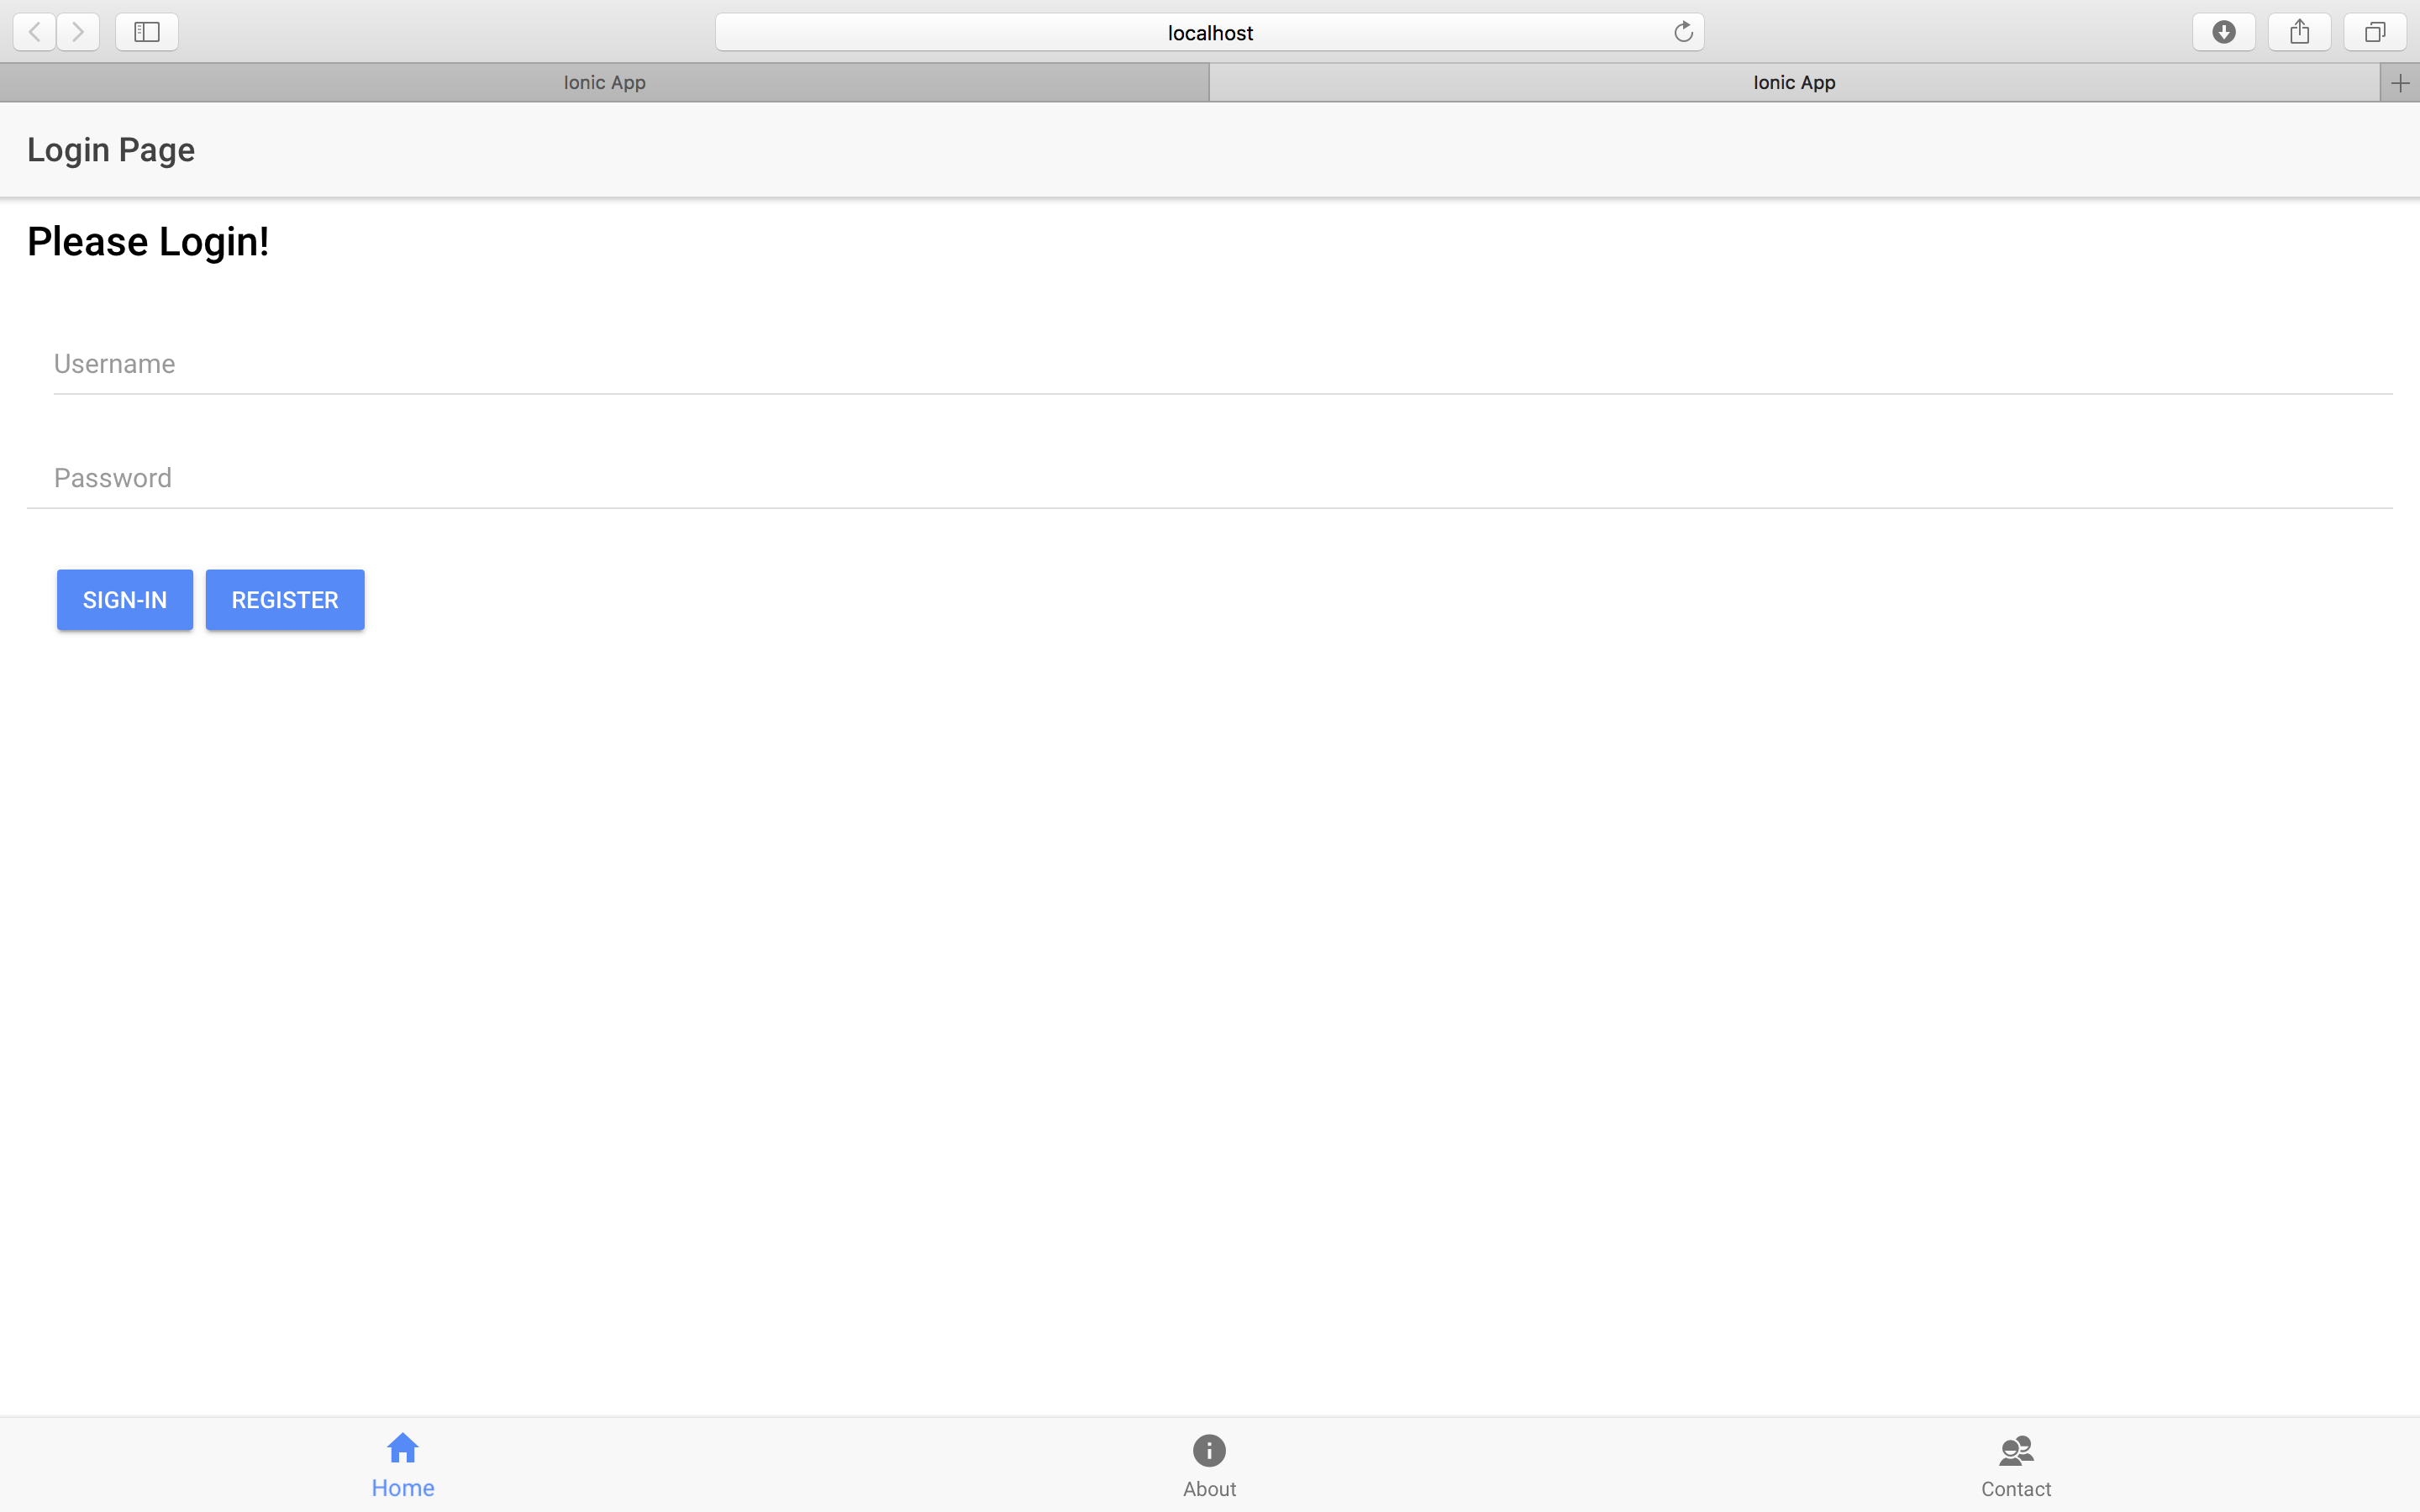 localhost
Ionic App
Ionic App
Login Page
Please Login!
Username
Password
SIGN-IN REGISTER
Home About Contact